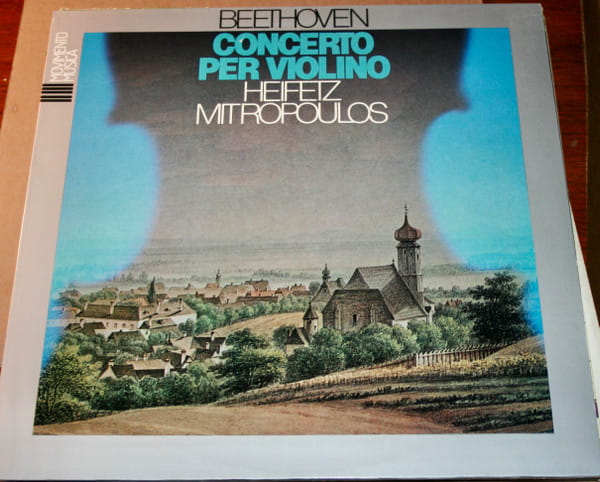 BEETHOVEN
CONCERTO
PER VIOLINO
HEIFETZ
MITROPOULOS
MOVIMENTO
MUSICA